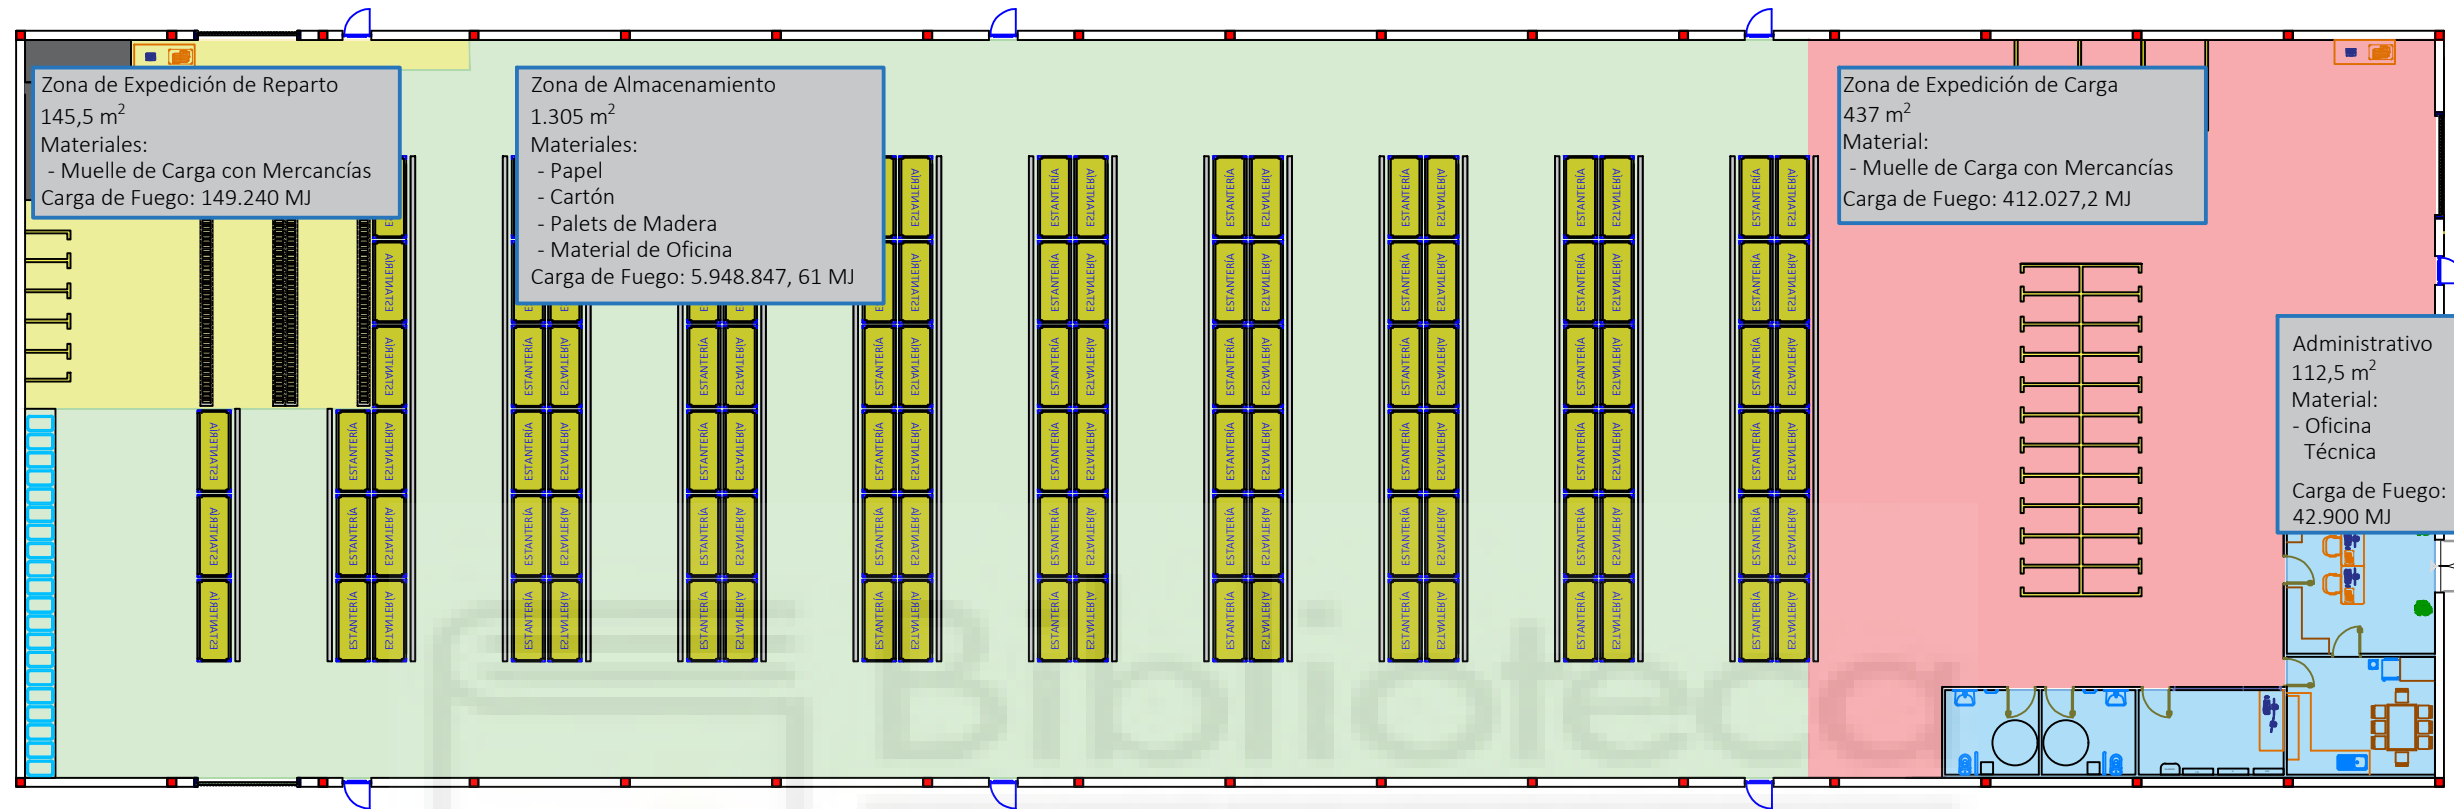 Zona de Expedición de Reparto
145,5 m²
Materiales:
- Muelle de Carga con Mercancías
Carga de Fuego: 149.240 MJ
Zona de Almacenamiento
1.305 m²
Materiales:
- Papel
- Cartón
- Palets de Madera
- Material de Oficina
Carga de Fuego: 5.948.847, 61 MJ
Zona de Expedición de Carga
437 m²
Material:
- Muelle de Carga con Mercancías
Carga de Fuego: 412.027,2 MJ
Administrativo
112,5 m²
Material:
- Oficina
Técnica
Carga de Fuego:
42.900 MJ
ESTANTERÍA
Biblioteca